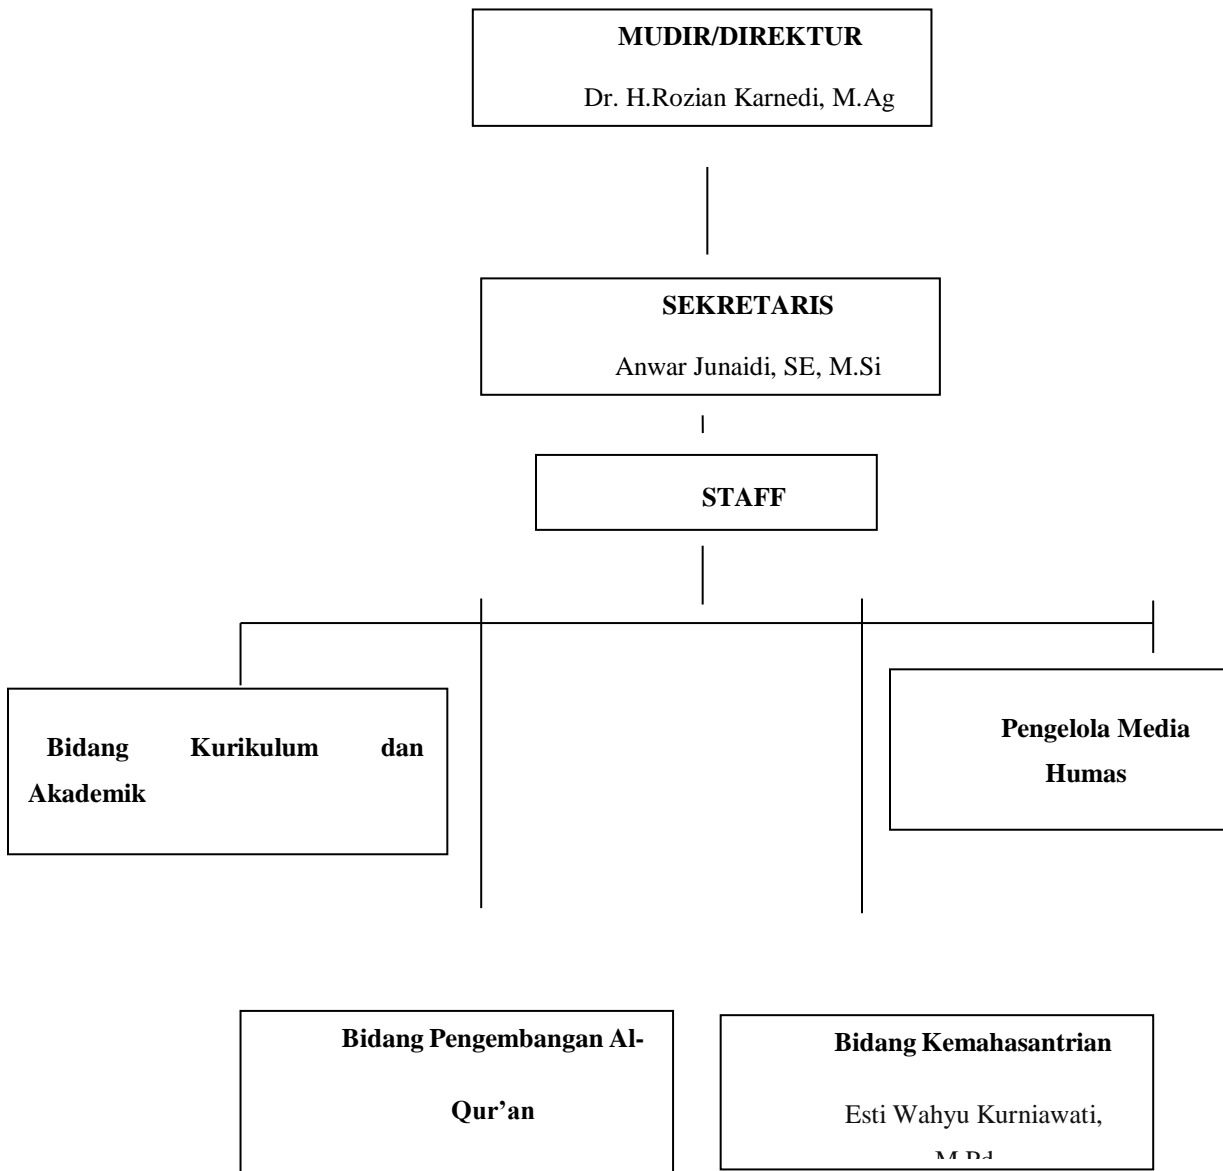 MUDIR/DIREKTUR
Dr. H.Rozian Karnedi, M.Ag
SEKRETARIS
Anwar Junaidi, SE, M.Si
STAFF
Bidang Kurikulum dan
Akademik
Pengelola Media
Humas
Bidang Pengembangan Al-
Qur’an
Bidang Kemahasantrian
Esti Wahyu Kurniawati,
M.Pd